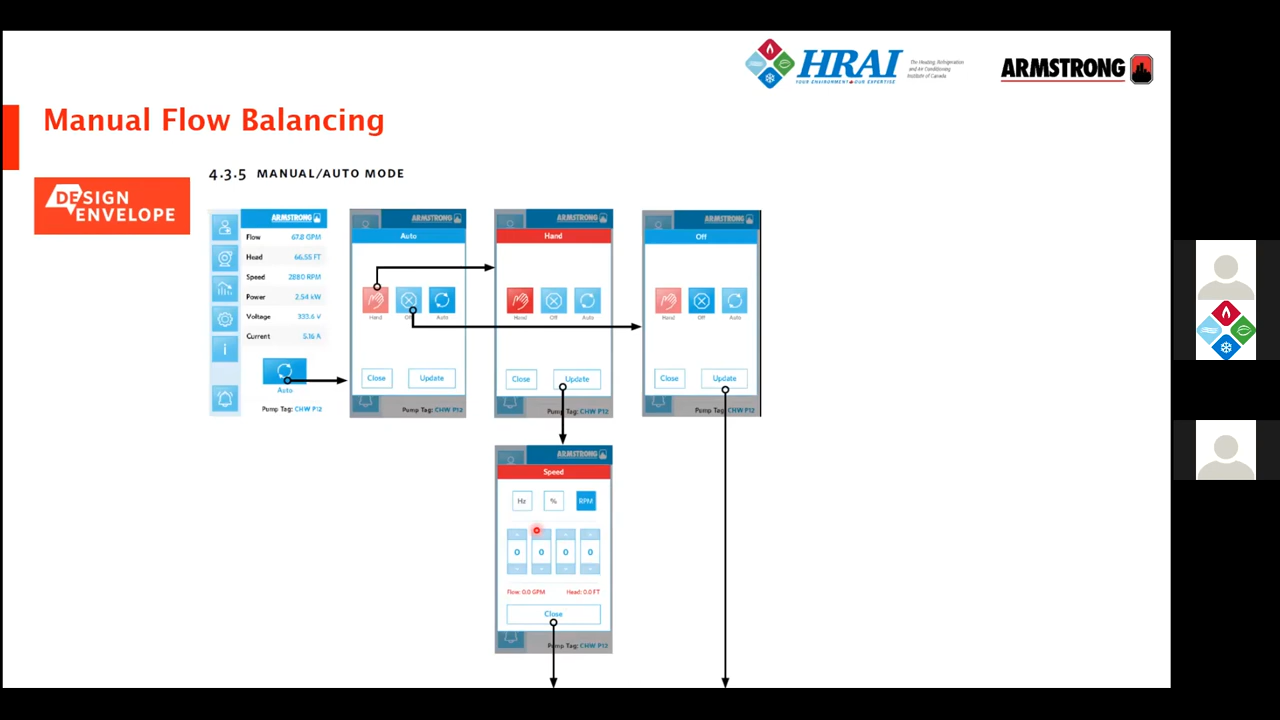 HRAI
YOUR ENVIRONMENT OUR EXPERTISE
The Heating, Refrigeration
and Air Conditioning
Institute of Canada
ARMSTRONG
Manual Flow Balancing
4.3.5 MANUAL/AUTO MODE
DESIGN
ENVELOPE
ARMSTRONG
Flow 67.8 GPM
Head 66.55 FT
Speed 2880 RPM
Power 2.54 kW
Voltage 333.6 V
Current 5.16 A
Auto
Pump Tag: CHW P12
ARMSTRONG
Auto
Hand Off Auto
Close Update
Pump Tag: CHW P12
ARMSTRONG
Hand
Hand Off Auto
Close Update
Pump Tag: CHW P12
ARMSTRONG
Off
Hand Off Auto
Close Update
Pump Tag: CHW P12
ARMSTRONG
Speed
Hz % RPM
0 0 0 0
Flow: 0.0 GPM Head: 0.0 FT
Close
Pump Tag: CHW P12